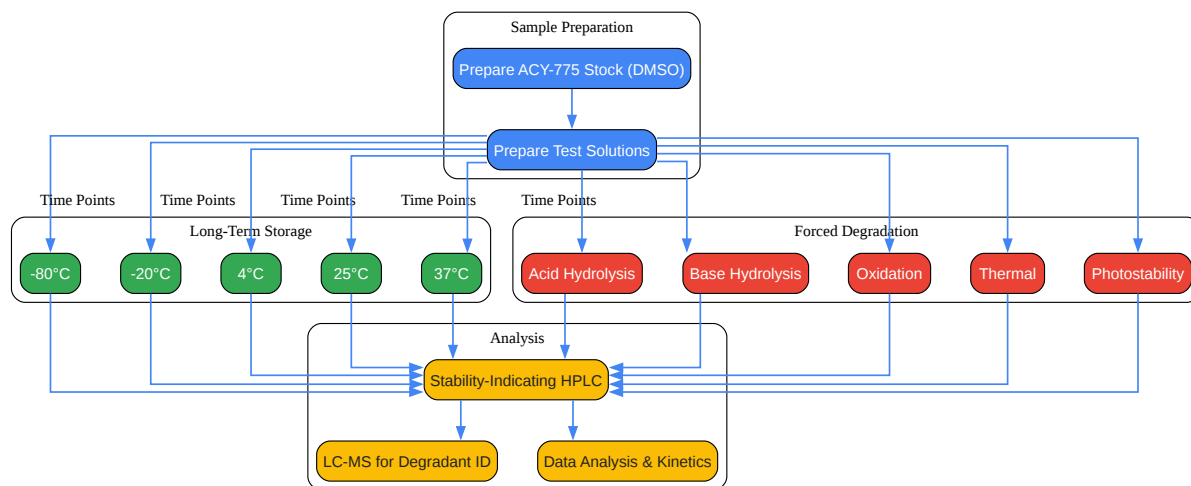 Sample Preparation
Prepare ACY-775 Stock (DMSO)
Prepare Test Solutions
Time Points
Time Points
Time Points
Time Points
Time Points
Long-Term Storage
Forced Degradation
-80°C
-20°C
4°C
25°C
37°C
Acid Hydrolysis
Base Hydrolysis
Oxidation
Thermal
Photostability
Analysis
Stability-Indicating HPLC
LC-MS for Degradant ID
Data Analysis & Kinetics